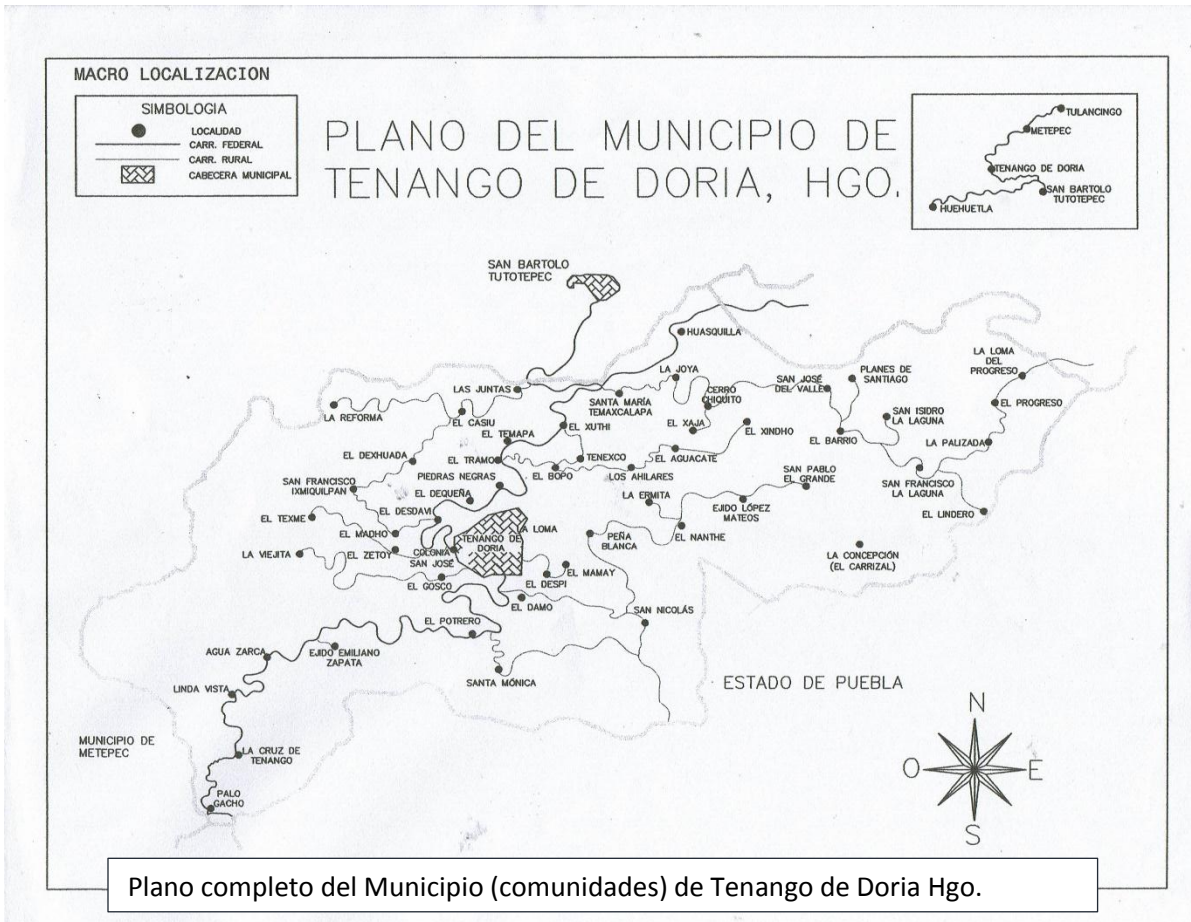 MACRO LOCALIZACION
SIMBOLOGIA
LOCALIDAD
CARR. FEDERAL
CARR. RURAL
CABECERA MUNICIPAL
PLANO DEL MUNICIPIO DE
TENANGO DE DORIA, HGO.
TULANCINGO
METEPEC
TENANGO DE DORIA
SAN BARTOLO
TUTOTEPEC
HUEHUETLA
SAN BARTOLO
TUTOTEPEC
HUASQUILLA
LA LOMA
DEL
PROGRESO
LA JOYA
LAS JUNTAS
SANTA MARÍA
TEMAXCALAPA
CERRO
CHIQUITO
SAN JOSÉ
DEL VALLE
PLANES DE
SANTIAGO
EL PROGRESO
LA REFORMA
EL CASIU
EL XUTHI
EL XAJA
EL XINDHO
EL BARRIO
SAN ISIDRO
LA LAGUNA
LA PALIZADA
EL TEMAPA
EL DEXHUADA
EL TRAMO
TENEXCO
EL BOPO
LOS AHILARES
EL AGUACATE
SAN PABLO
EL GRANDE
SAN FRANCISCO
LA LAGUNA
SAN FRANCISCO
IXMIQUILPAN
PIEDRAS NEGRAS
EL DEQUEÑA
LA ERMITA
EJIDO LÓPEZ
MATEOS
EL LINDERO
EL TEXME
EL DESDAVI
EL MADHO
LA LOMA
TENANGO DE
DORIA
PEÑA
BLANCA
EL NANTHE
LA VIEJITA
EL ZETOY
COLONIA
SAN JOSÉ
LA CONCEPCIÓN
(EL CARRIZAL)
EL GOSCO
EL DESPI
EL MAMAY
EL DAMO
SAN NICOLÁS
EL POTRERO
AGUA ZARCA
EJIDO EMILIANO
ZAPATA
SANTA MÓNICA
LINDA VISTA
ESTADO DE PUEBLA
MUNICIPIO DE
METEPEC
LA CRUZ DE
TENANGO
PALO
GACHO
N
O
E
S
Plano completo del Municipio (comunidades) de Tenango de Doria Hgo.